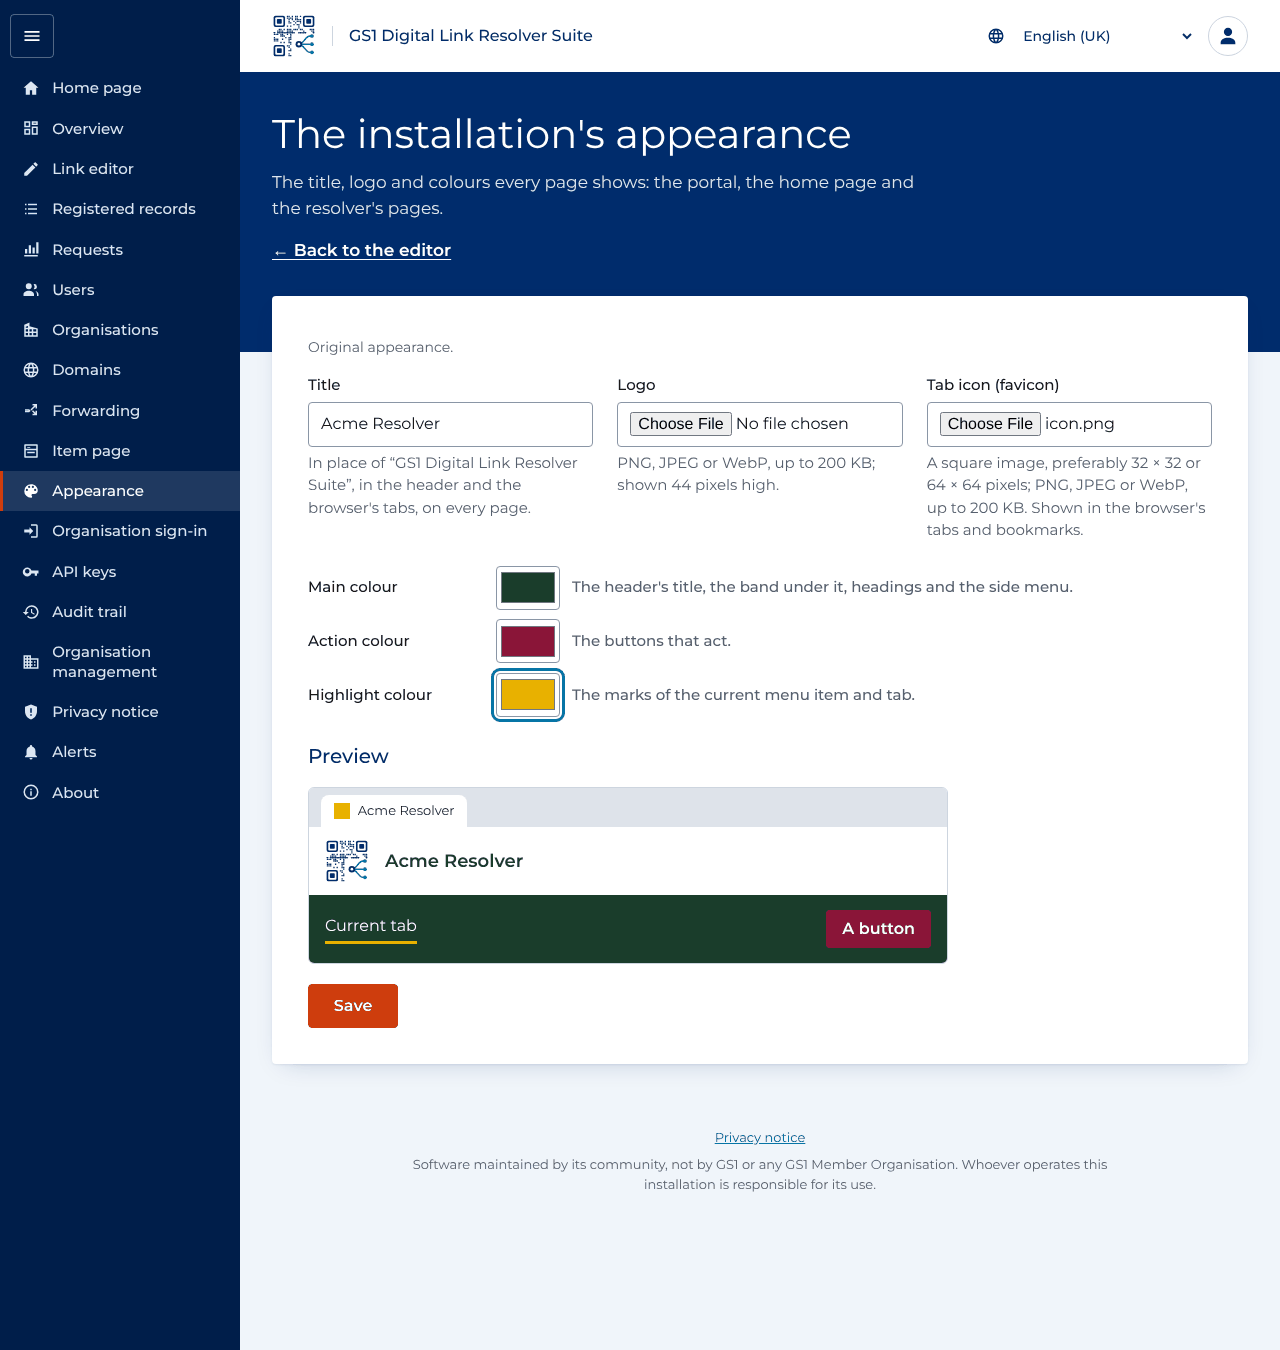 GS1 Digital Link Resolver Suite
English (UK)
Home page
Overview
Link editor
Registered records
Requests
Users
Organisations
Domains
Forwarding
Item page
Appearance
Organisation sign-in
API keys
Audit trail
Organisation
management
Privacy notice
Alerts
About
The installation's appearance
The title, logo and colours every page shows: the portal, the home page and
the resolver's pages.
← Back to the editor
Original appearance.
Title
Acme Resolver
In place of “GS1 Digital Link Resolver
Suite”, in the header and the
browser's tabs, on every page.
Logo
Choose File No file chosen
PNG, JPEG or WebP, up to 200 KB;
shown 44 pixels high.
Tab icon (favicon)
Choose File icon.png
A square image, preferably 32 × 32 or
64 × 64 pixels; PNG, JPEG or WebP,
up to 200 KB. Shown in the browser's
tabs and bookmarks.
Main colour The header's title, the band under it, headings and the side menu.
Action colour The buttons that act.
Highlight colour The marks of the current menu item and tab.
Preview
Acme Resolver
Acme Resolver
Current tab
A button
Save
Privacy notice
Software maintained by its community, not by GS1 or any GS1 Member Organisation. Whoever operates this
installation is responsible for its use.